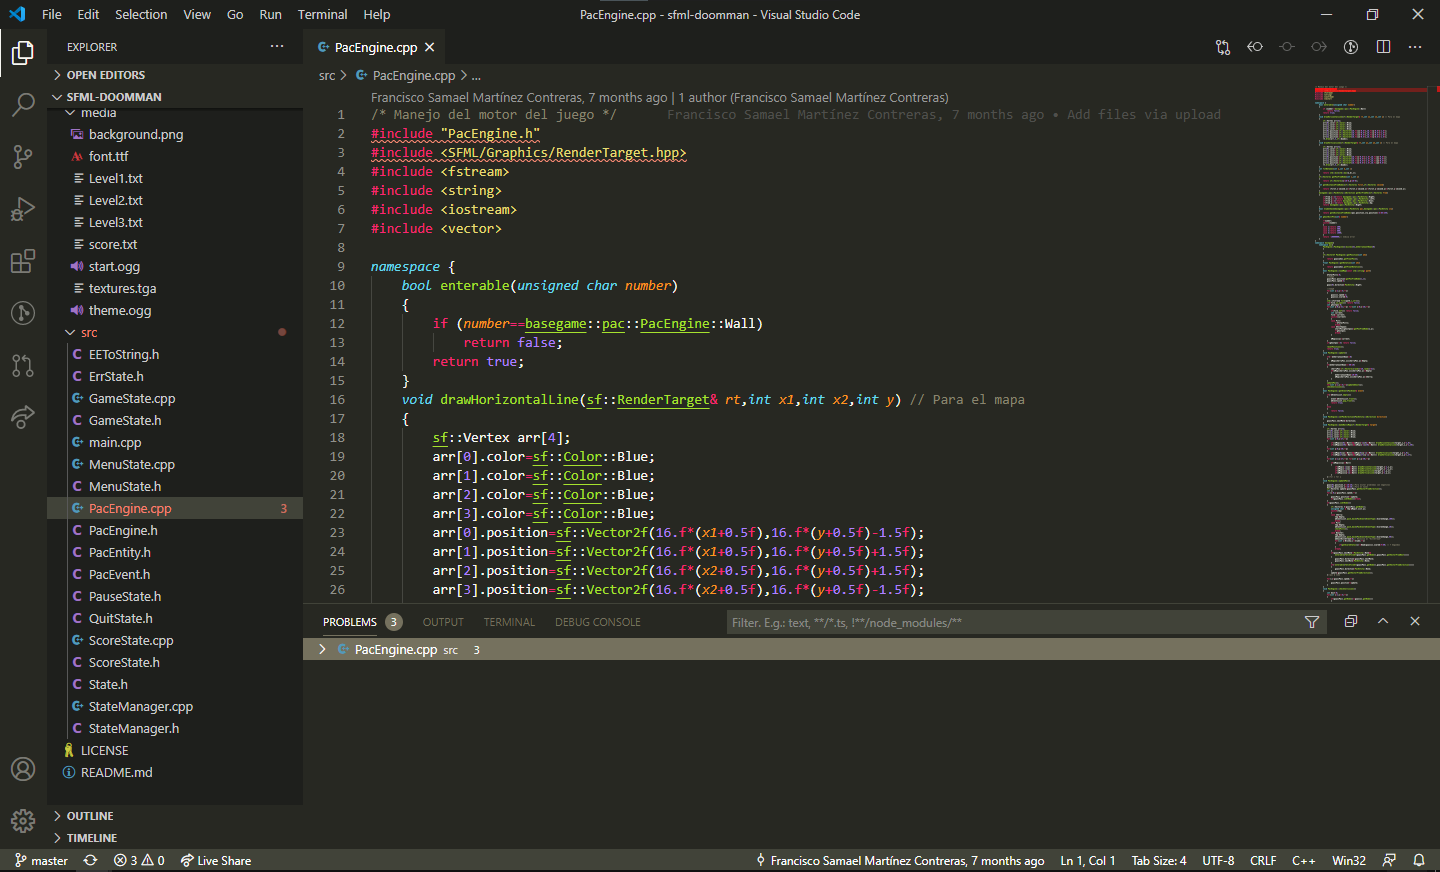 File Edit Selection View Go Run Terminal Help PacEngine.cpp - sfml-doomman - Visual Studio Code
EXPLORER
OPEN EDITORS
SFML-DOOMMAN
media
background.png
font.ttf
Level1.txt
Level2.txt
Level3.txt
score.txt
start.ogg
textures.tga
theme.ogg
src
EEToString.h
ErrState.h
GameState.cpp
GameState.h
main.cpp
MenuState.cpp
MenuState.h
PacEngine.cpp 3
PacEngine.h
PacEntity.h
PacEvent.h
PauseState.h
QuitState.h
ScoreState.cpp
ScoreState.h
State.h
StateManager.cpp
StateManager.h
LICENSE
README.md
OUTLINE
TIMELINE
PacEngine.cpp
src > PacEngine.cpp > ...
Francisco Samael Martínez Contreras, 7 months ago | 1 author (Francisco Samael Martínez Contreras)
1 /* Manejo del motor del juego */ Francisco Samael Martínez Contreras, 7 months ago • Add files via upload
2 #include "PacEngine.h"
3 #include <SFML/Graphics/RenderTarget.hpp>
4 #include <fstream>
5 #include <string>
6 #include <iostream>
7 #include <vector>
8
9 namespace {
10 bool enterable(unsigned char number)
11 {
12 if (number==basegame::pac::PacEngine::Wall)
13 return false;
14 return true;
15 }
16 void drawHorizontalLine(sf::RenderTarget& rt,int x1,int x2,int y) // Para el mapa
17 {
18 sf::Vertex arr[4];
19 arr[0].color=sf::Color::Blue;
20 arr[1].color=sf::Color::Blue;
21 arr[2].color=sf::Color::Blue;
22 arr[3].color=sf::Color::Blue;
23 arr[0].position=sf::Vector2f(16.f*(x1+0.5f),16.f*(y+0.5f)-1.5f);
24 arr[1].position=sf::Vector2f(16.f*(x1+0.5f),16.f*(y+0.5f)+1.5f);
25 arr[2].position=sf::Vector2f(16.f*(x2+0.5f),16.f*(y+0.5f)+1.5f);
26 arr[3].position=sf::Vector2f(16.f*(x2+0.5f),16.f*(y+0.5f)-1.5f);
PROBLEMS 3 OUTPUT TERMINAL DEBUG CONSOLE Filter. E.g.: text, **/*.ts, !**/node_modules/**
PacEngine.cpp src 3
master 3 0 Live Share Francisco Samael Martínez Contreras, 7 months ago Ln 1, Col 1 Tab Size: 4 UTF-8 CRLF C++ Win32